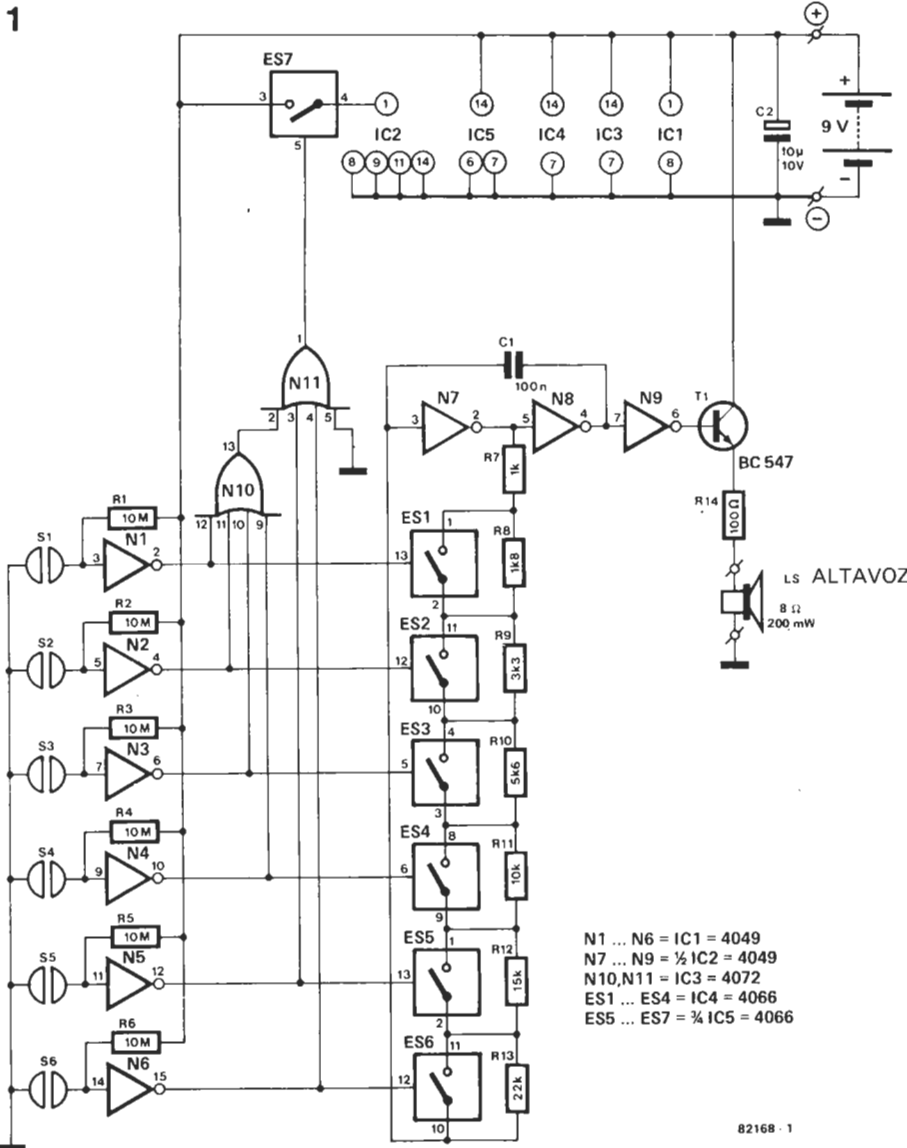 1
ES7
3
4
5
1
IC2
8
9
11
14
14
IC5
6
7
14
IC4
7
14
IC3
7
1
IC1
8
C2
10µ
10V
+
+
9 V
−
−
1
N11
2
3
4
5
13
N10
12
11
10
9
C1
100n
3
N7
2
5
N8
4
7
N9
6
T1
BC 547
R7
1k
R14
100Ω
LS ALTAVOZ
8 Ω
200 mW
S1
R1
10M
3
N1
2
S2
R2
10M
5
N2
4
S3
R3
10M
7
N3
6
S4
R4
10M
9
N4
10
S5
R5
10M
11
N5
12
S6
R6
10M
14
N6
15
ES1
13
1
2
R8
1k8
ES2
12
11
10
R9
3k3
ES3
5
4
3
R10
5k6
ES4
6
8
9
R11
10k
ES5
13
1
2
R12
15k
ES6
12
11
10
R13
22k
N1 ... N6 = IC1 = 4049
N7 ... N9 = ½ IC2 = 4049
N10,N11 = IC3 = 4072
ES1 ... ES4 = IC4 = 4066
ES5 ... ES7 = ¾ IC5 = 4066
82168 - 1